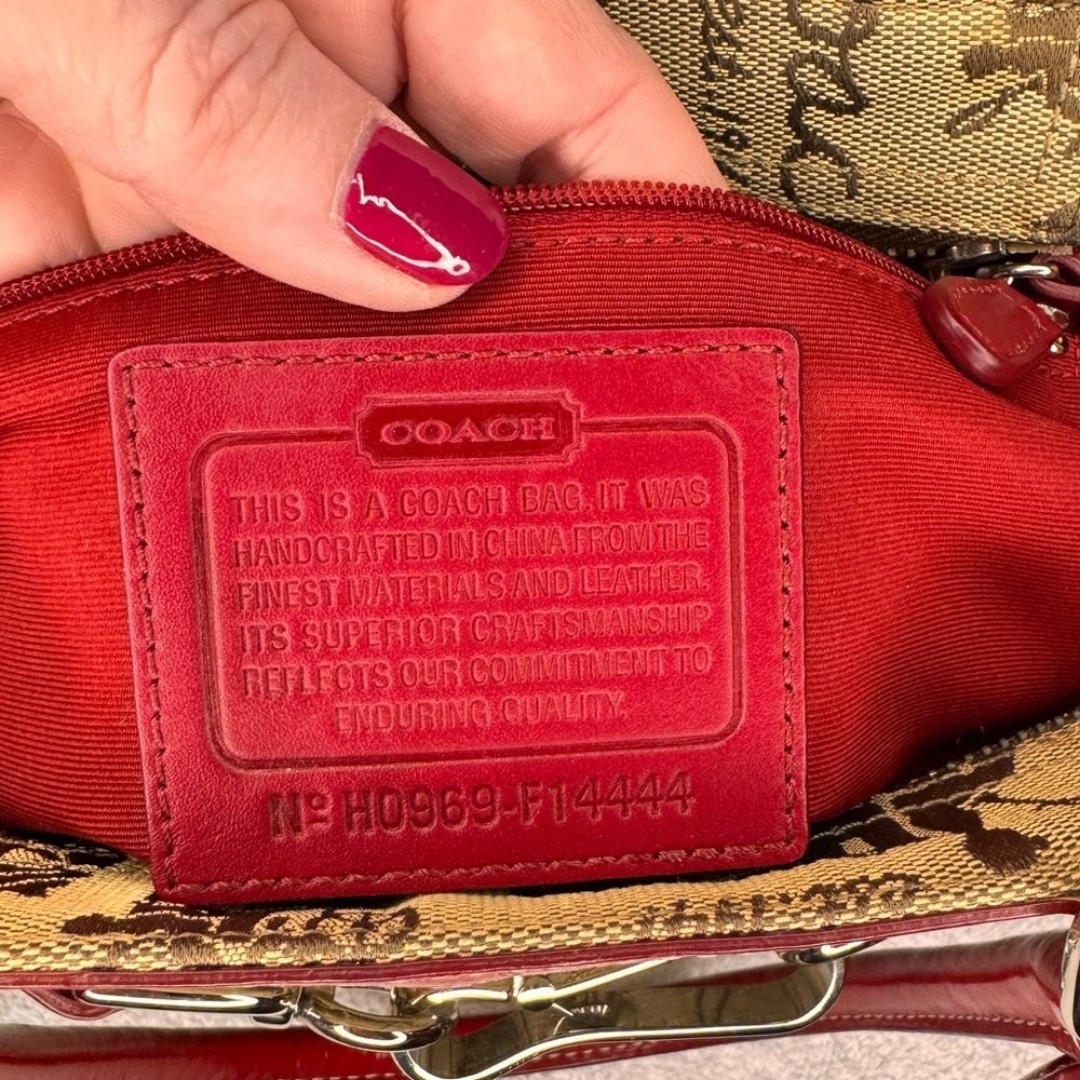 COACH
THIS IS A COACH BAG. IT WAS
HANDCRAFTED IN CHINA FROM THE
FINEST MATERIALS AND LEATHER.
ITS SUPERIOR CRAFTSMANSHIP
REFLECTS OUR COMMITMENT TO
ENDURING QUALITY.
Nº H0969-F14444